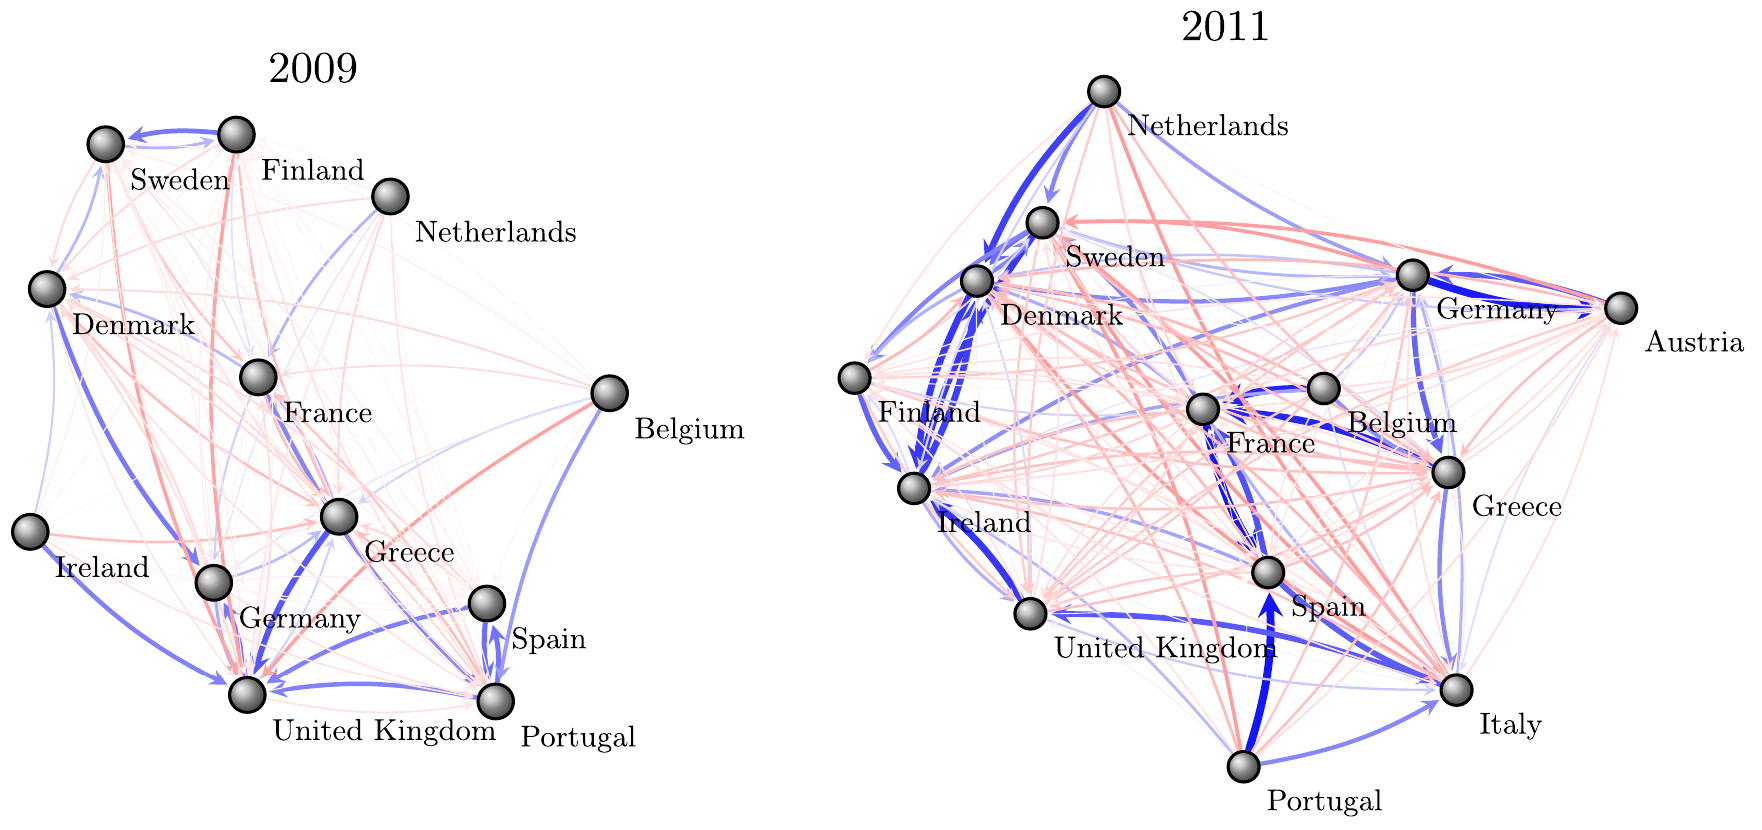 2009
Sweden
Finland
Netherlands
Denmark
France
Belgium
Greece
Ireland
Germany
Spain
United Kingdom
Portugal
2011
Netherlands
Sweden
Germany
Denmark
Austria
Finland
Belgium
France
Greece
Ireland
Spain
United Kingdom
Italy
Portugal